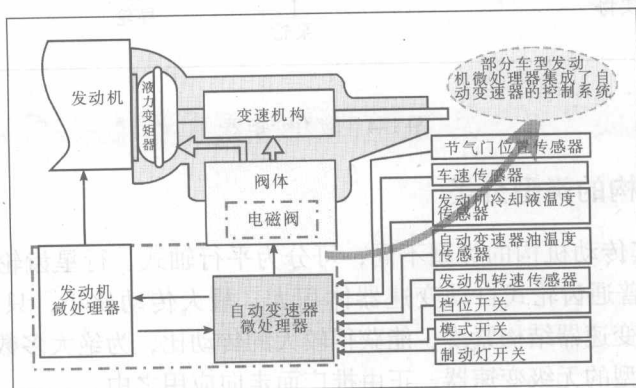 部分车型发动
机微处理器集成了自
动变速器的控制系统
发动机
液力变矩器
变速机构
阀体
电磁阀
节气门位置传感器
车速传感器
发动机冷却液温度
传感器
自动变速器油温度
传感器
发动机转速传感器
档位开关
模式开关
制动灯开关
发动机
微处理器
自动变速器
微处理器